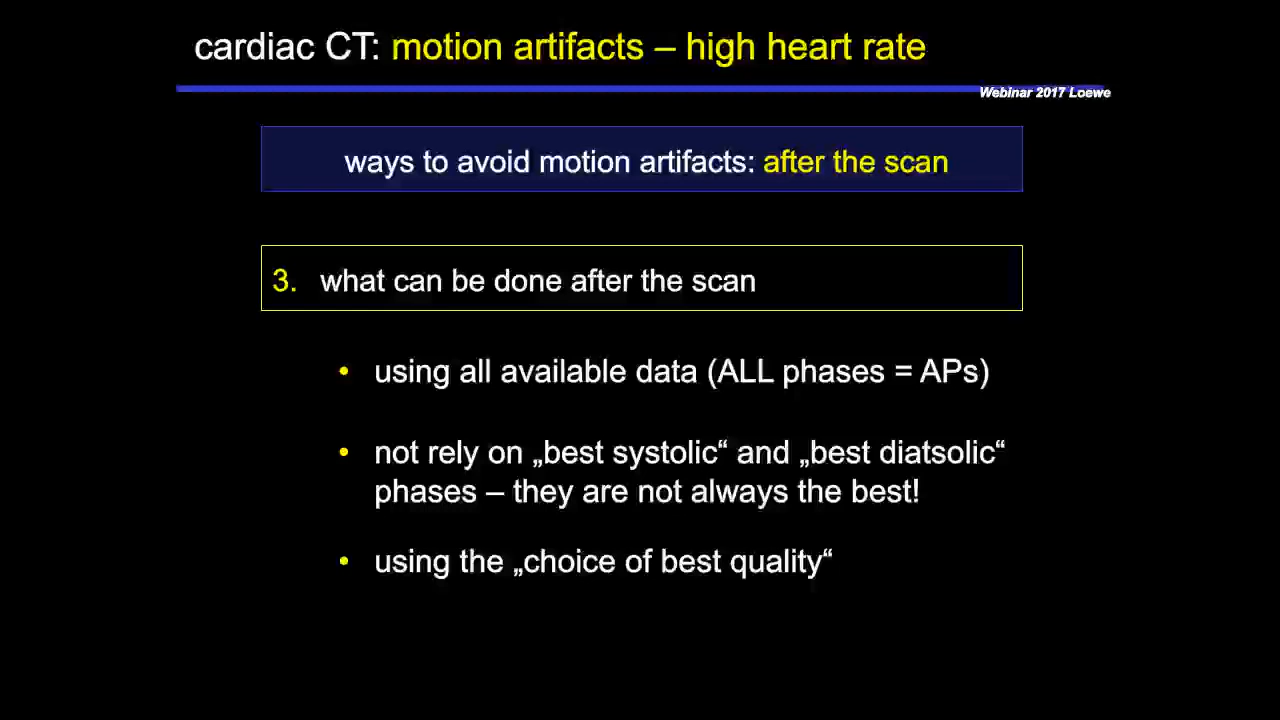 cardiac CT: motion artifacts – high heart rate
Webinar 2017 Loewe
ways to avoid motion artifacts: after the scan
3. what can be done after the scan
• using all available data (ALL phases = APs)
• not rely on „best systolic“ and „best diatsolic“
phases – they are not always the best!
• using the „choice of best quality“